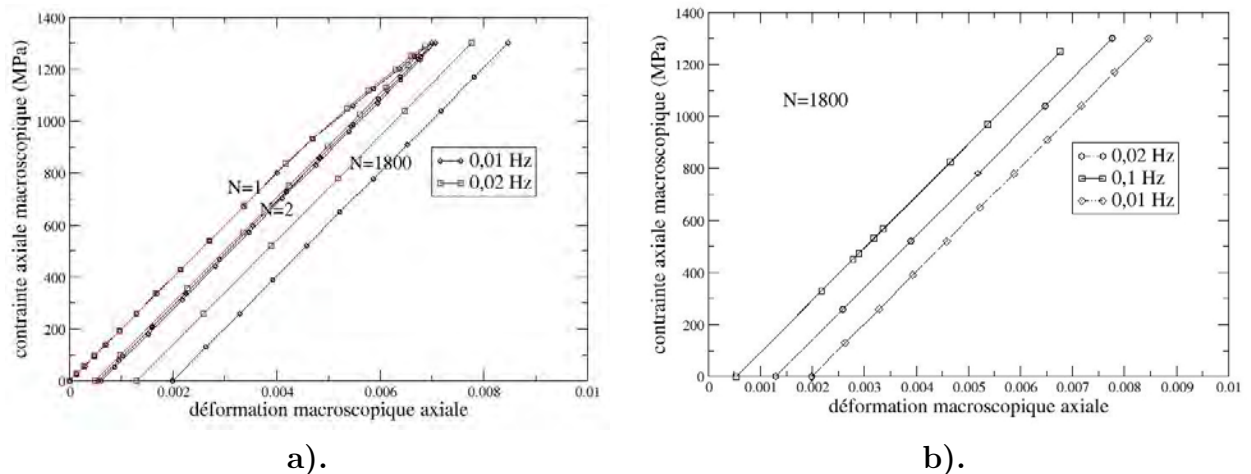 1400
1200
1000
800
600
400
200
0
contrainte axiale macroscopique (MPa)
N=1
N=2
N=1800
0,01 Hz
0,02 Hz
0
0.002
0.004
0.006
0.008
0.01
déformation macroscopique axiale
a).
1400
1200
1000
800
600
400
200
0
contrainte axiale macroscopique (MPa)
N=1800
0,02 Hz
0,1 Hz
0,01 Hz
0
0.001
0.002
0.003
0.004
0.005
0.006
0.007
0.008
0.009
0.01
déformation macroscopique axiale
b).